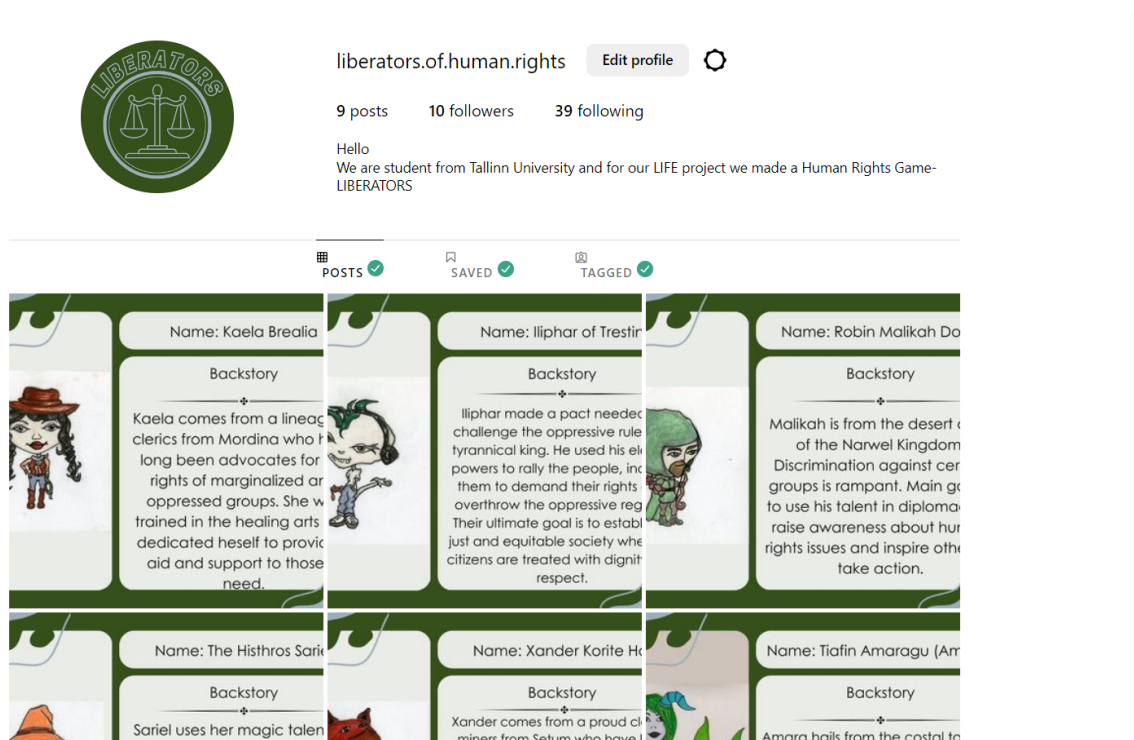 LIBERATORS
liberators.of.human.rights
Edit profile
9 posts
10 followers
39 following
Hello
We are student from Tallinn University and for our LIFE project we made a Human Rights Game-
LIBERATORS
POSTS
SAVED
TAGGED
Name: Kaela Brealia
Backstory
Kaela comes from a lineag
clerics from Mordina who h
long been advocates for
rights of marginalized ar
oppressed groups. She w
trained in the healing arts
dedicated heself to provic
aid and support to those
need.
Name: Iliphar of Trestin
Backstory
Iliphar made a pact needed
challenge the oppressive rule
tyrannical king. He used his el
powers to rally the people, inc
them to demand their rights
overthrow the oppressive reg
Their ultimate goal is to establ
just and equitable society whe
citizens are treated with dignit
respect.
Name: Robin Malikah Do
Backstory
Malikah is from the desert
of the Narwel Kingdom
Discrimination against cer
groups is rampant. Main go
to use his talent in diploma
raise awareness about hur
rights issues and inspire othe
take action.
Name: The Histhros Sarie
Backstory
Sariel uses her magic talen
Name: Xander Korite Ho
Backstory
Xander comes from a proud cl
miners from Setum who have
Name: Tiafin Amaragu (Am
Backstory
Amara hails from the costal to